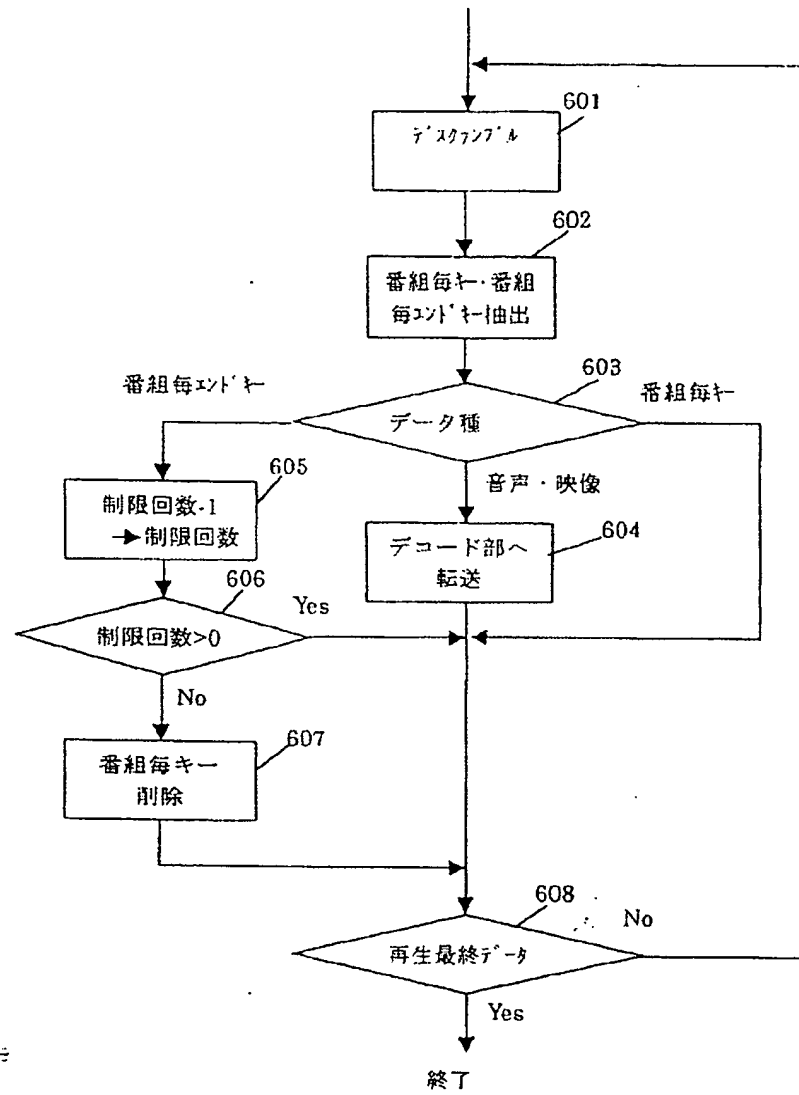 601
ﾃﾞｽｸﾗﾝﾌﾞﾙ
602
番組毎キー・番組
毎ｴﾝﾄﾞｷｰ抽出
603
番組毎ｴﾝﾄﾞｷｰ
番組毎ｷｰ
データ種
605
音声・映像
制限回数-1
→制限回数
604
デコード部へ
転送
606
Yes
制限回数>0
No
607
番組毎キー
削除
608
No
再生最終ﾃﾞｰﾀ
Yes
終了